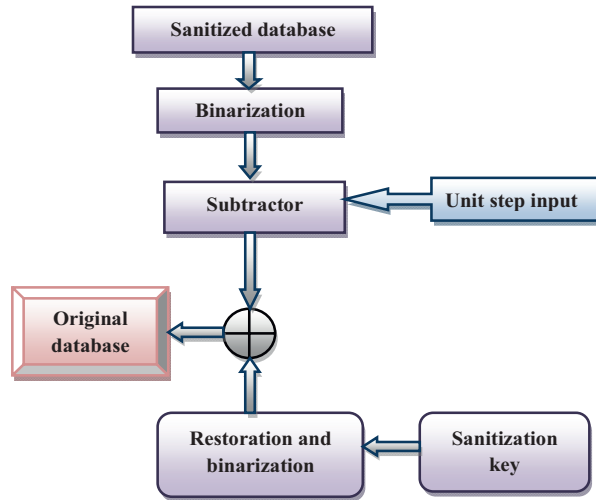 Sanitized database
Binarization
Subtractor
Unit step input
Original
database
Restoration and
binarization
Sanitization
key